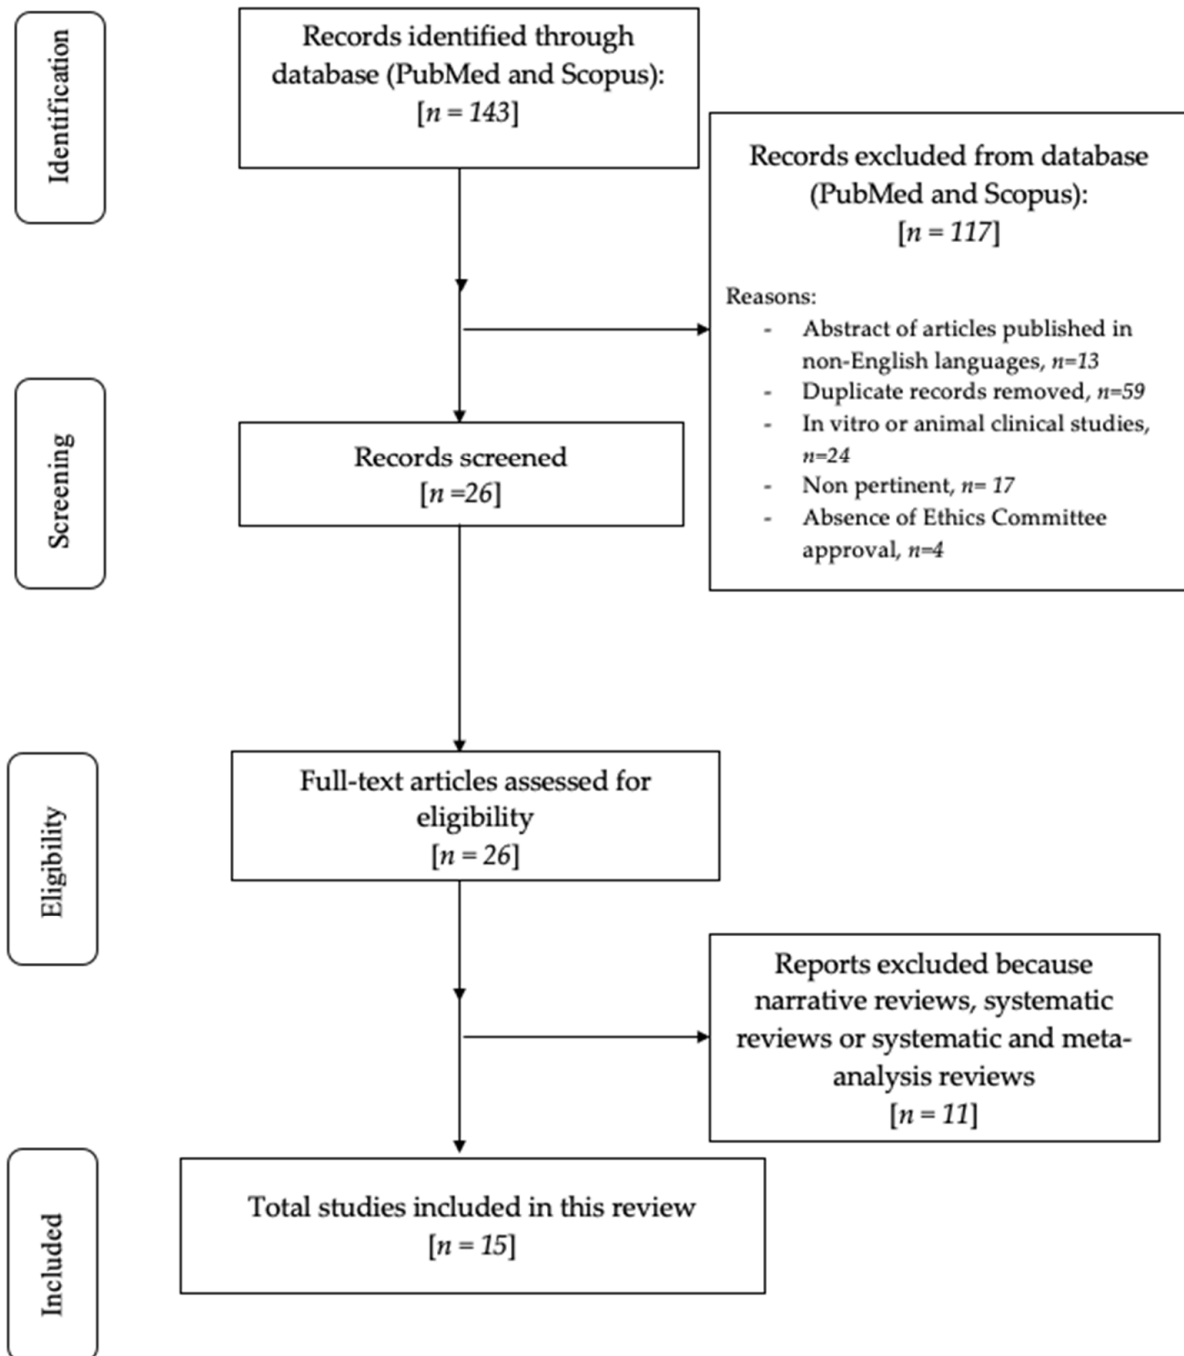 Identification
Records identified through
database (PubMed and Scopus):
[n = 143]
Records excluded from database
(PubMed and Scopus):
[n = 117]
Reasons:
- Abstract of articles published in
non-English languages, n=13
- Duplicate records removed, n=59
- In vitro or animal clinical studies,
n=24
- Non pertinent, n= 17
- Absence of Ethics Committee
approval, n=4
Screening
Records screened
[n =26]
Eligibility
Full-text articles assessed for
eligibility
[n = 26]
Reports excluded because
narrative reviews, systematic
reviews or systematic and meta-
analysis reviews
[n = 11]
Included
Total studies included in this review
[n = 15]